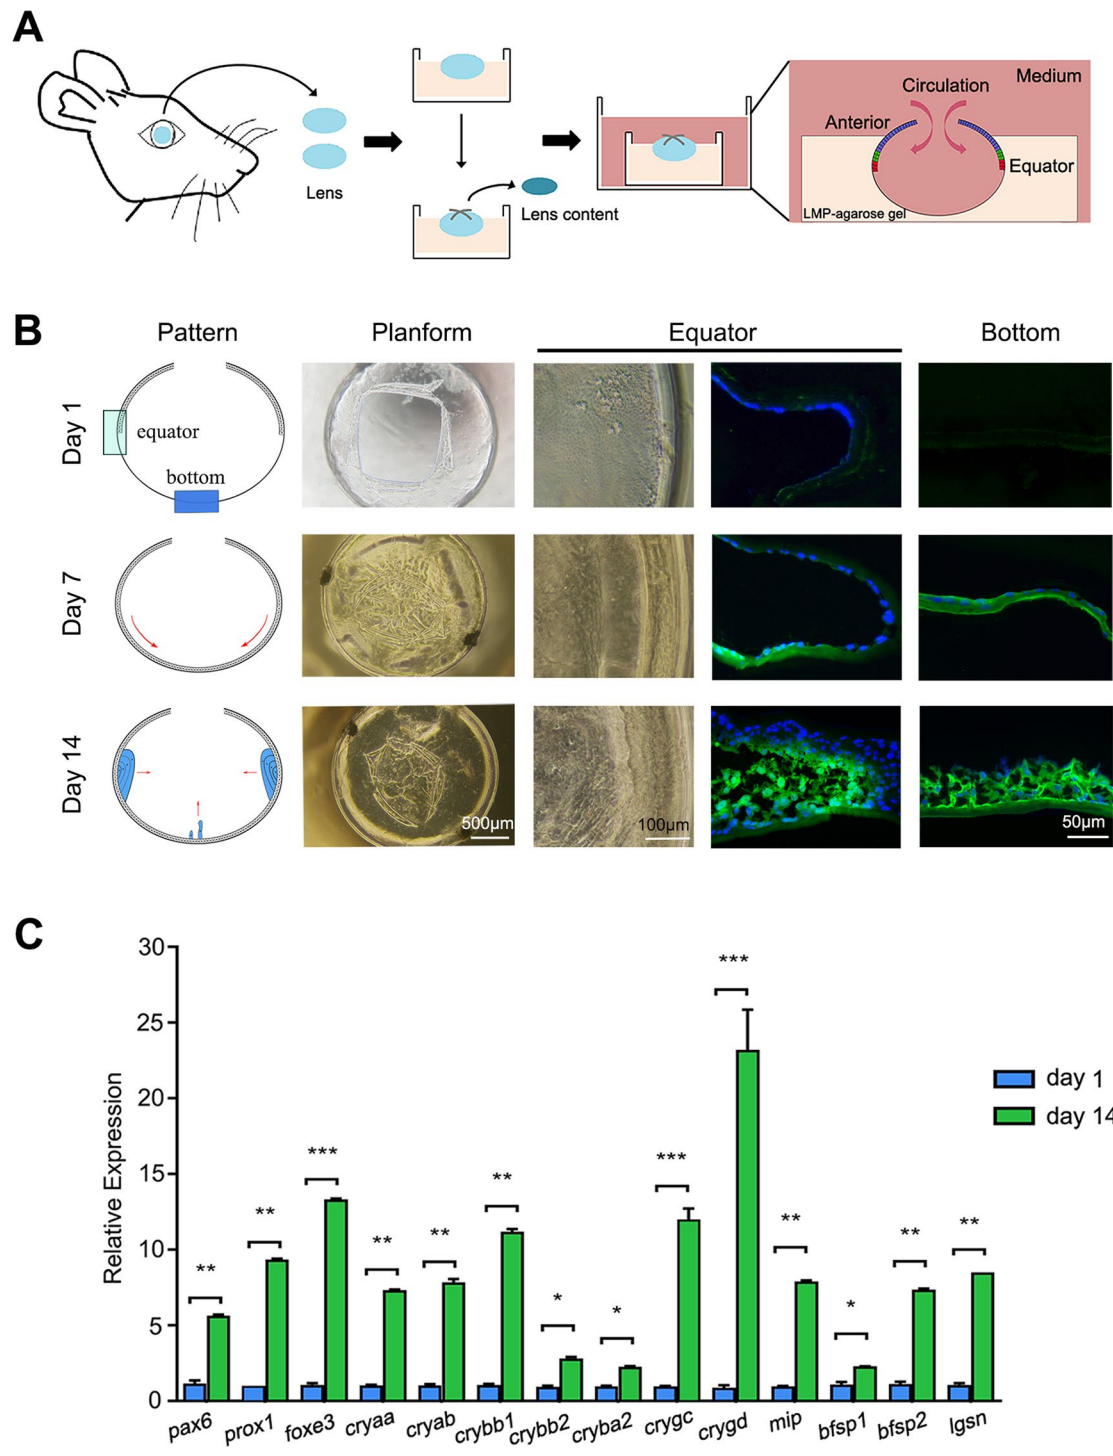 A
Lens
Lens content
Medium
Circulation
Anterior
Equator
LMP-agarose gel
B
Pattern
Planform
Equator
Bottom
Day 1
equator
bottom
Day 7
Day 14
500μm
100μm
50μm
C
Relative Expression
30
25
20
15
10
5
0
day 1
day 14
**
**
***
**
**
**
*
*
***
***
**
*
**
**
pax6
prox1
foxe3
cryaa
cryab
crybb1
crybb2
cryba2
crygc
crygd
mip
bfsp1
bfsp2
lgsn